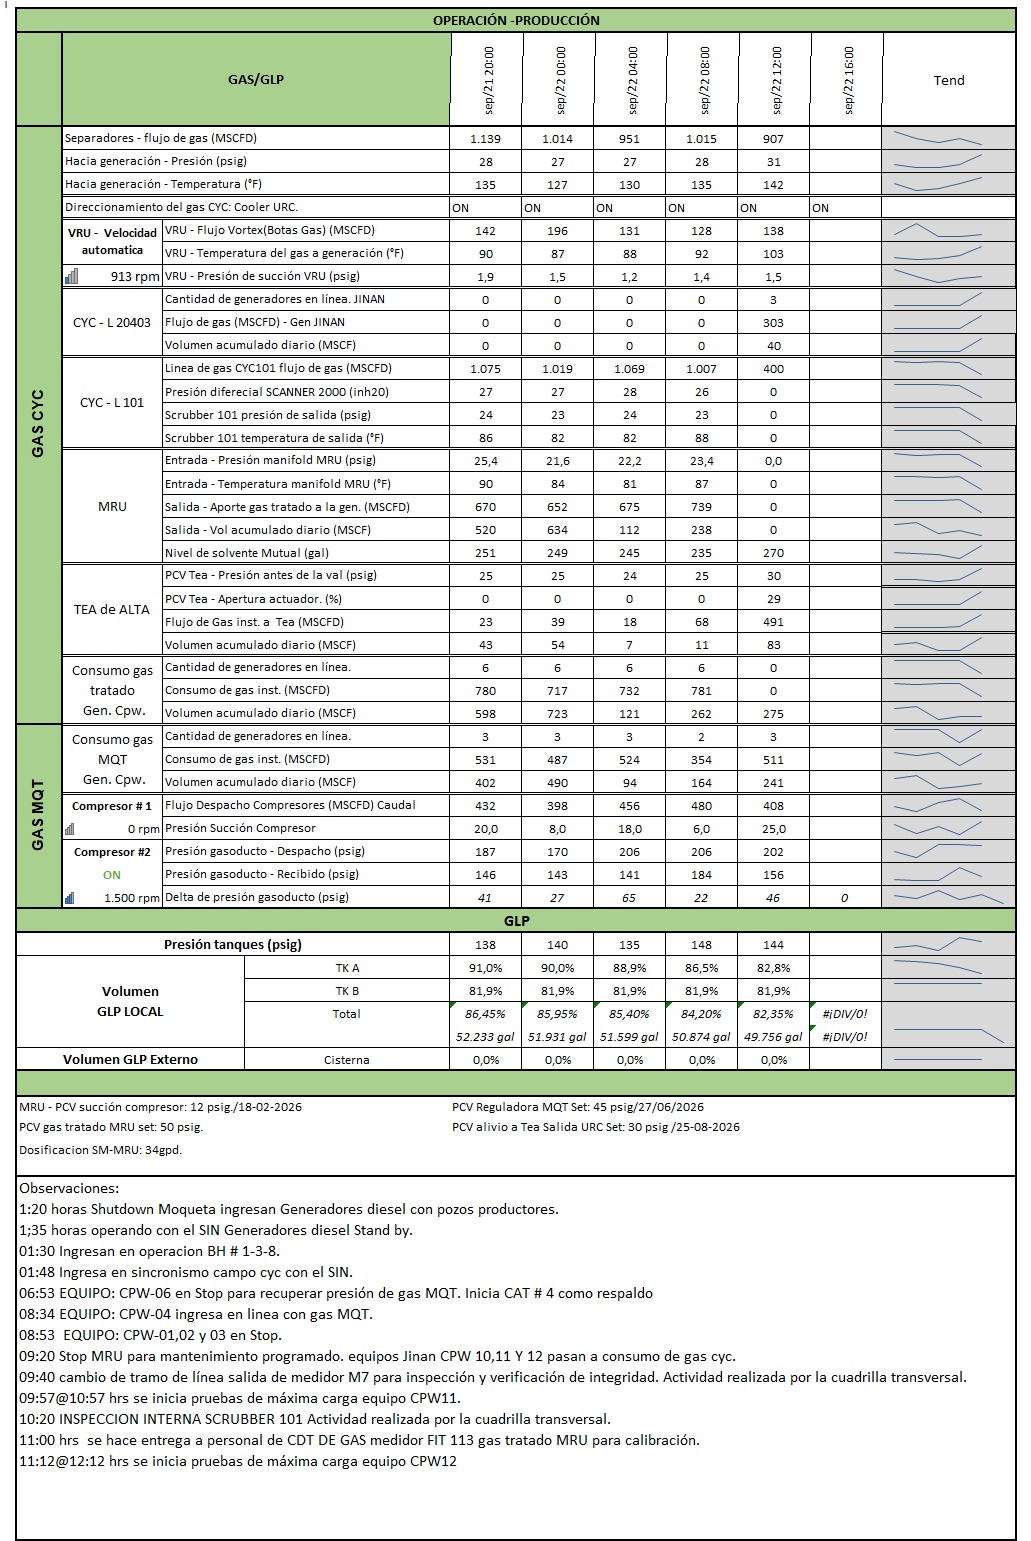 OPERACIÓN -PRODUCCIÓN
GAS/GLP sep/21 20:00 sep/22 00:00 sep/22 04:00 sep/22 08:00 sep/22 12:00 sep/22 16:00 Tend
GAS CYC
Separadores - flujo de gas (MSCFD) 1.139 1.014 951 1.015 907
Hacia generación - Presión (psig) 28 27 27 28 31
Hacia generación - Temperatura (°F) 135 127 130 135 142
Direccionamiento del gas CYC: Cooler URC. ON ON ON ON ON ON
VRU - Velocidad automatica
913 rpm
VRU - Flujo Vortex(Botas Gas) (MSCFD) 142 196 131 128 138
VRU - Temperatura del gas a generación (°F) 90 87 88 92 103
VRU - Presión de succión VRU (psig) 1,9 1,5 1,2 1,4 1,5
CYC - L 20403
Cantidad de generadores en línea. JINAN 0 0 0 0 3
Flujo de gas (MSCFD) - Gen JINAN 0 0 0 0 303
Volumen acumulado diario (MSCF) 0 0 0 0 40
CYC - L 101
Linea de gas CYC101 flujo de gas (MSCFD) 1.075 1.019 1.069 1.007 400
Presión diferecial SCANNER 2000 (inh20) 27 27 28 26 0
Scrubber 101 presión de salida (psig) 24 23 24 23 0
Scrubber 101 temperatura de salida (°F) 86 82 82 88 0
MRU
Entrada - Presión manifold MRU (psig) 25,4 21,6 22,2 23,4 0,0
Entrada - Temperatura manifold MRU (°F) 90 84 81 87 0
Salida - Aporte gas tratado a la gen. (MSCFD) 670 652 675 739 0
Salida - Vol acumulado diario (MSCF) 520 634 112 238 0
Nivel de solvente Mutual (gal) 251 249 245 235 270
TEA de ALTA
PCV Tea - Presión antes de la val (psig) 25 25 24 25 30
PCV Tea - Apertura actuador. (%) 0 0 0 0 29
Flujo de Gas inst. a Tea (MSCFD) 23 39 18 68 491
Volumen acumulado diario (MSCF) 43 54 7 11 83
Consumo gas
tratado
Gen. Cpw.
Cantidad de generadores en línea. 6 6 6 6 0
Consumo de gas inst. (MSCFD) 780 717 732 781 0
Volumen acumulado diario (MSCF) 598 723 121 262 275
GAS MQT
Consumo gas
MQT
Gen. Cpw.
Cantidad de generadores en línea. 3 3 3 2 3
Consumo de gas inst. (MSCFD) 531 487 524 354 511
Volumen acumulado diario (MSCF) 402 490 94 164 241
Compresor # 1
0 rpm
Flujo Despacho Compresores (MSCFD) Caudal 432 398 456 480 408
Presión Succión Compresor 20,0 8,0 18,0 6,0 25,0
Compresor #2
ON
1.500 rpm
Presión gasoducto - Despacho (psig) 187 170 206 206 202
Presión gasoducto - Recibido (psig) 146 143 141 184 156
Delta de presión gasoducto (psig) 41 27 65 22 46 0
GLP
Presión tanques (psig) 138 140 135 148 144
Volumen
GLP LOCAL
TK A 91,0% 90,0% 88,9% 86,5% 82,8%
TK B 81,9% 81,9% 81,9% 81,9% 81,9%
Total 86,45% 85,95% 85,40% 84,20% 82,35% #¡DIV/0!
52.233 gal 51.931 gal 51.599 gal 50.874 gal 49.756 gal #¡DIV/0!
Volumen GLP Externo Cisterna 0,0% 0,0% 0,0% 0,0% 0,0%
MRU - PCV succión compresor: 12 psig./18-02-2026 PCV Reguladora MQT Set: 45 psig/27/06/2026
PCV gas tratado MRU set: 50 psig. PCV alivio a Tea Salida URC Set: 30 psig /25-08-2026
Dosificacion SM-MRU: 34gpd.
Observaciones:
1:20 horas Shutdown Moqueta ingresan Generadores diesel con pozos productores.
1;35 horas operando con el SIN Generadores diesel Stand by.
01:30 Ingresan en operacion BH # 1-3-8.
01:48 Ingresa en sincronismo campo cyc con el SIN.
06:53 EQUIPO: CPW-06 en Stop para recuperar presión de gas MQT. Inicia CAT # 4 como respaldo
08:34 EQUIPO: CPW-04 ingresa en linea con gas MQT.
08:53 EQUIPO: CPW-01,02 y 03 en Stop.
09:20 Stop MRU para mantenimiento programado. equipos Jinan CPW 10,11 Y 12 pasan a consumo de gas cyc.
09:40 cambio de tramo de línea salida de medidor M7 para inspección y verificación de integridad. Actividad realizada por la cuadrilla transversal.
09:57@10:57 hrs se inicia pruebas de máxima carga equipo CPW11.
10:20 INSPECCION INTERNA SCRUBBER 101 Actividad realizada por la cuadrilla transversal.
11:00 hrs se hace entrega a personal de CDT DE GAS medidor FIT 113 gas tratado MRU para calibración.
11:12@12:12 hrs se inicia pruebas de máxima carga equipo CPW12